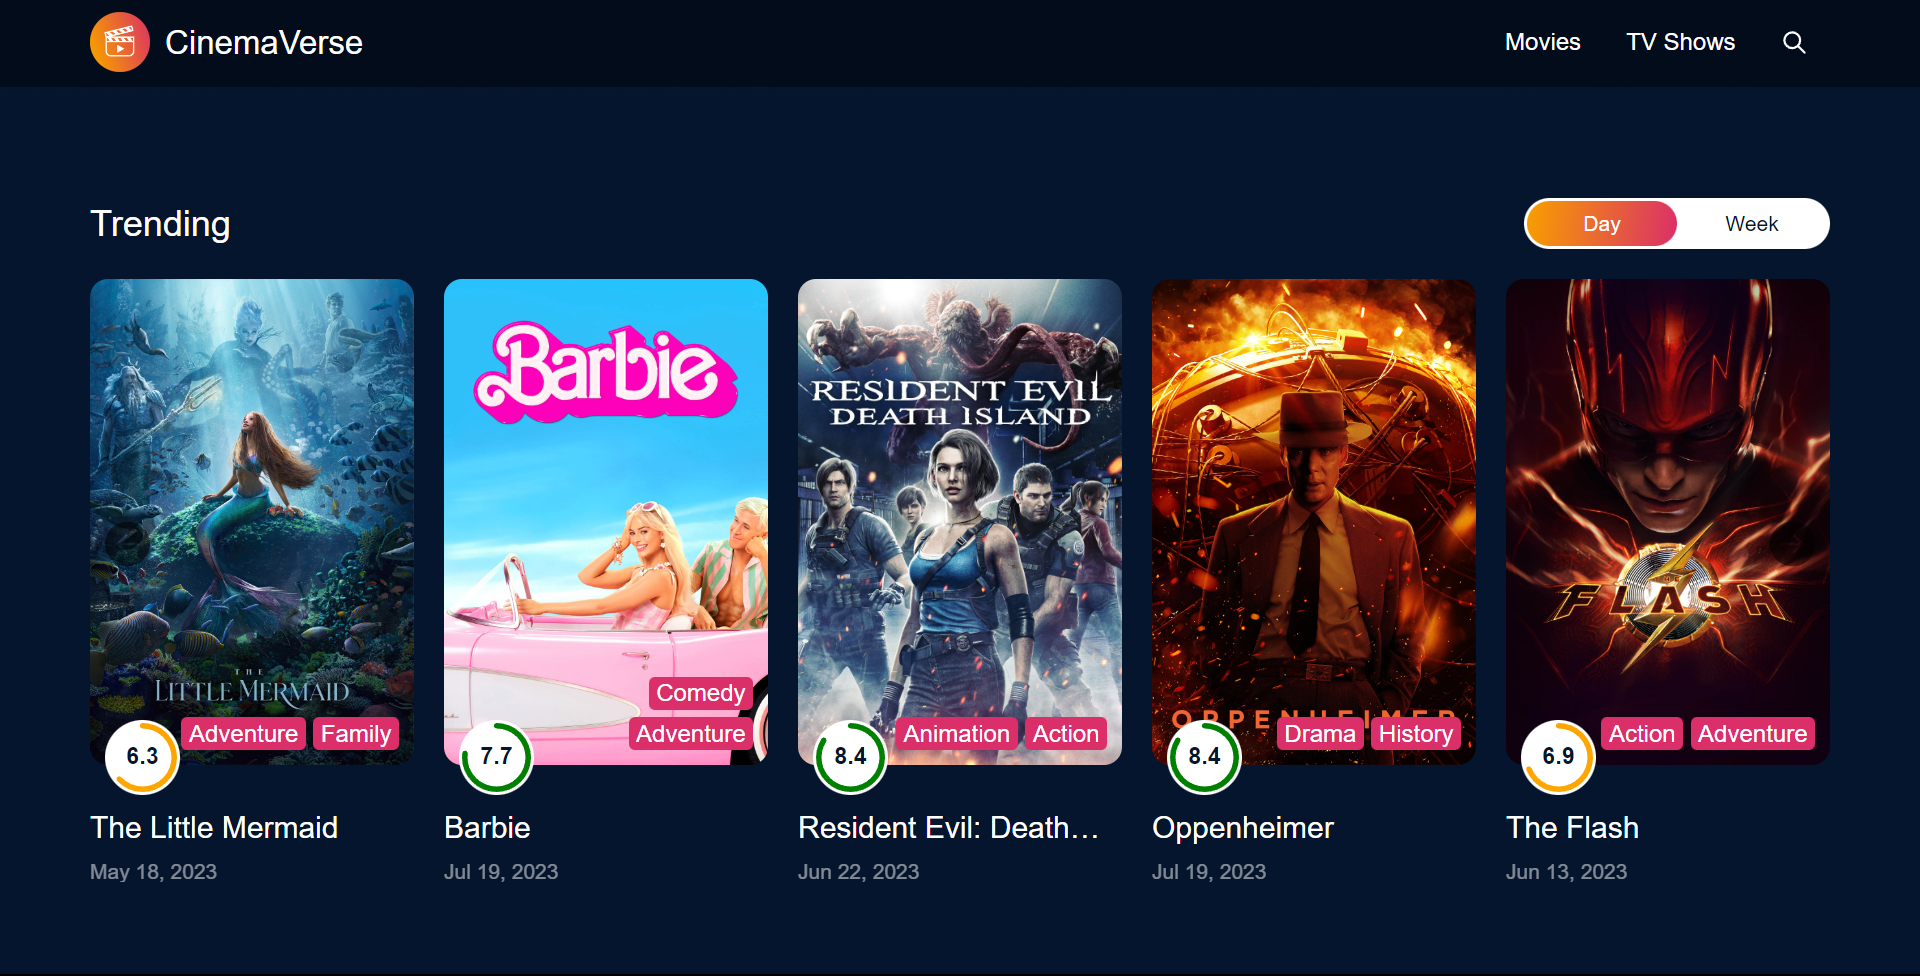 CinemaVerse
Movies
TV Shows
Trending
Day
Week
THE
LITTLE MERMAID
Adventure
Family
6.3
The Little Mermaid
May 18, 2023
Barbie
Comedy
Adventure
7.7
Barbie
Jul 19, 2023
RESIDENT EVIL
DEATH ISLAND
Animation
Action
8.4
Resident Evil: Death…
Jun 22, 2023
OPPENHEIMER
Drama
History
8.4
Oppenheimer
Jul 19, 2023
FLASH
Action
Adventure
6.9
The Flash
Jun 13, 2023